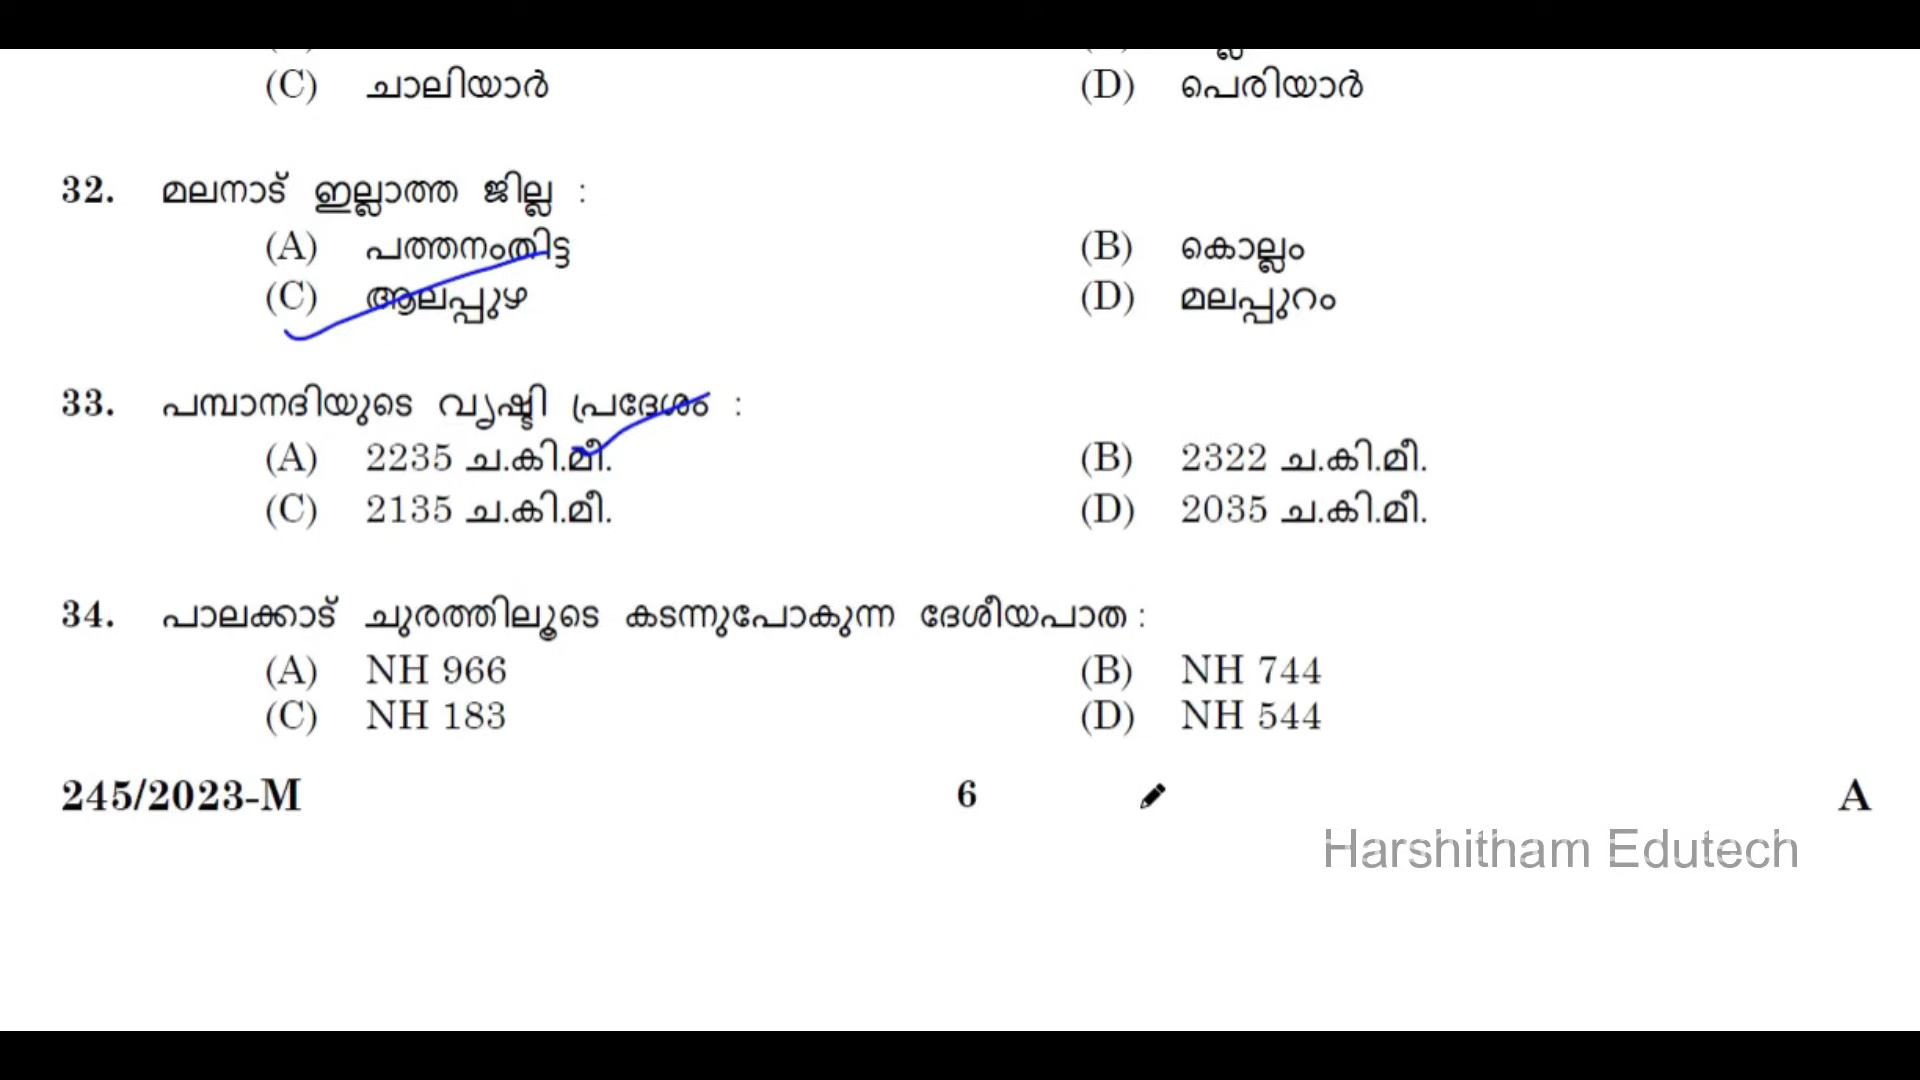 (C) ചാലിയാർ (D) പെരിയാർ
32. മലനാട് ഇല്ലാത്ത ജില്ല :
(A) പത്തനംതിട്ട (B) കൊല്ലം
(C) ആലപ്പുഴ (D) മലപ്പുറം
33. പമ്പാനദിയുടെ വൃഷ്ടി പ്രദേശം :
(A) 2235 ച.കി.മീ. (B) 2322 ച.കി.മീ.
(C) 2135 ച.കി.മീ. (D) 2035 ച.കി.മീ.
34. പാലക്കാട് ചുരത്തിലൂടെ കടന്നുപോകുന്ന ദേശീയപാത :
(A) NH 966 (B) NH 744
(C) NH 183 (D) NH 544
245/2023-M 6 A
Harshitham Edutech